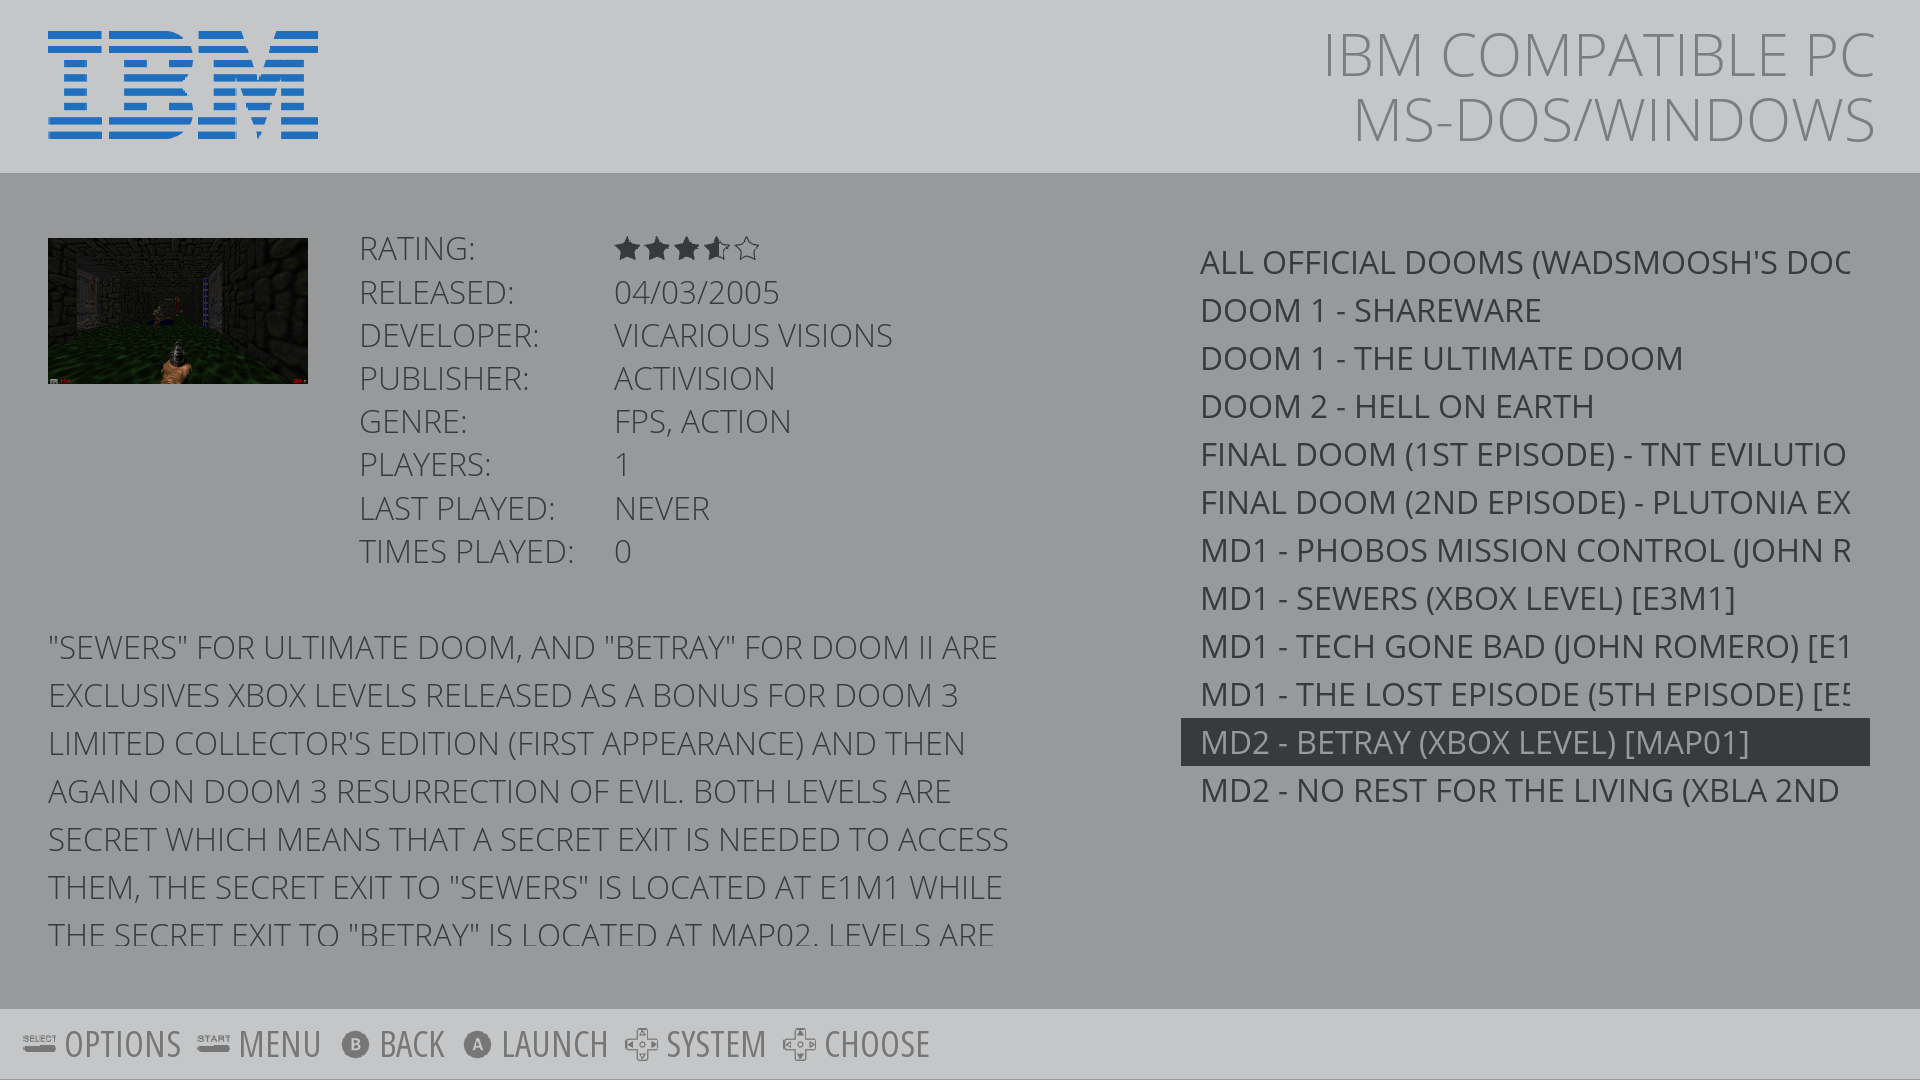 IBM
IBM COMPATIBLE PC
MS-DOS/WINDOWS
RATING:
RELEASED: 04/03/2005
DEVELOPER: VICARIOUS VISIONS
PUBLISHER: ACTIVISION
GENRE: FPS, ACTION
PLAYERS: 1
LAST PLAYED: NEVER
TIMES PLAYED: 0
"SEWERS" FOR ULTIMATE DOOM, AND "BETRAY" FOR DOOM II ARE
EXCLUSIVES XBOX LEVELS RELEASED AS A BONUS FOR DOOM 3
LIMITED COLLECTOR'S EDITION (FIRST APPEARANCE) AND THEN
AGAIN ON DOOM 3 RESURRECTION OF EVIL. BOTH LEVELS ARE
SECRET WHICH MEANS THAT A SECRET EXIT IS NEEDED TO ACCESS
THEM, THE SECRET EXIT TO "SEWERS" IS LOCATED AT E1M1 WHILE
THE SECRET EXIT TO "BETRAY" IS LOCATED AT MAP02. LEVELS ARE
ALL OFFICIAL DOOMS (WADSMOOSH'S DOC
DOOM 1 - SHAREWARE
DOOM 1 - THE ULTIMATE DOOM
DOOM 2 - HELL ON EARTH
FINAL DOOM (1ST EPISODE) - TNT EVILUTIO
FINAL DOOM (2ND EPISODE) - PLUTONIA EX
MD1 - PHOBOS MISSION CONTROL (JOHN R
MD1 - SEWERS (XBOX LEVEL) [E3M1]
MD1 - TECH GONE BAD (JOHN ROMERO) [E1
MD1 - THE LOST EPISODE (5TH EPISODE) [E5
MD2 - BETRAY (XBOX LEVEL) [MAP01]
MD2 - NO REST FOR THE LIVING (XBLA 2ND
SELECT OPTIONS START MENU B BACK A LAUNCH SYSTEM CHOOSE